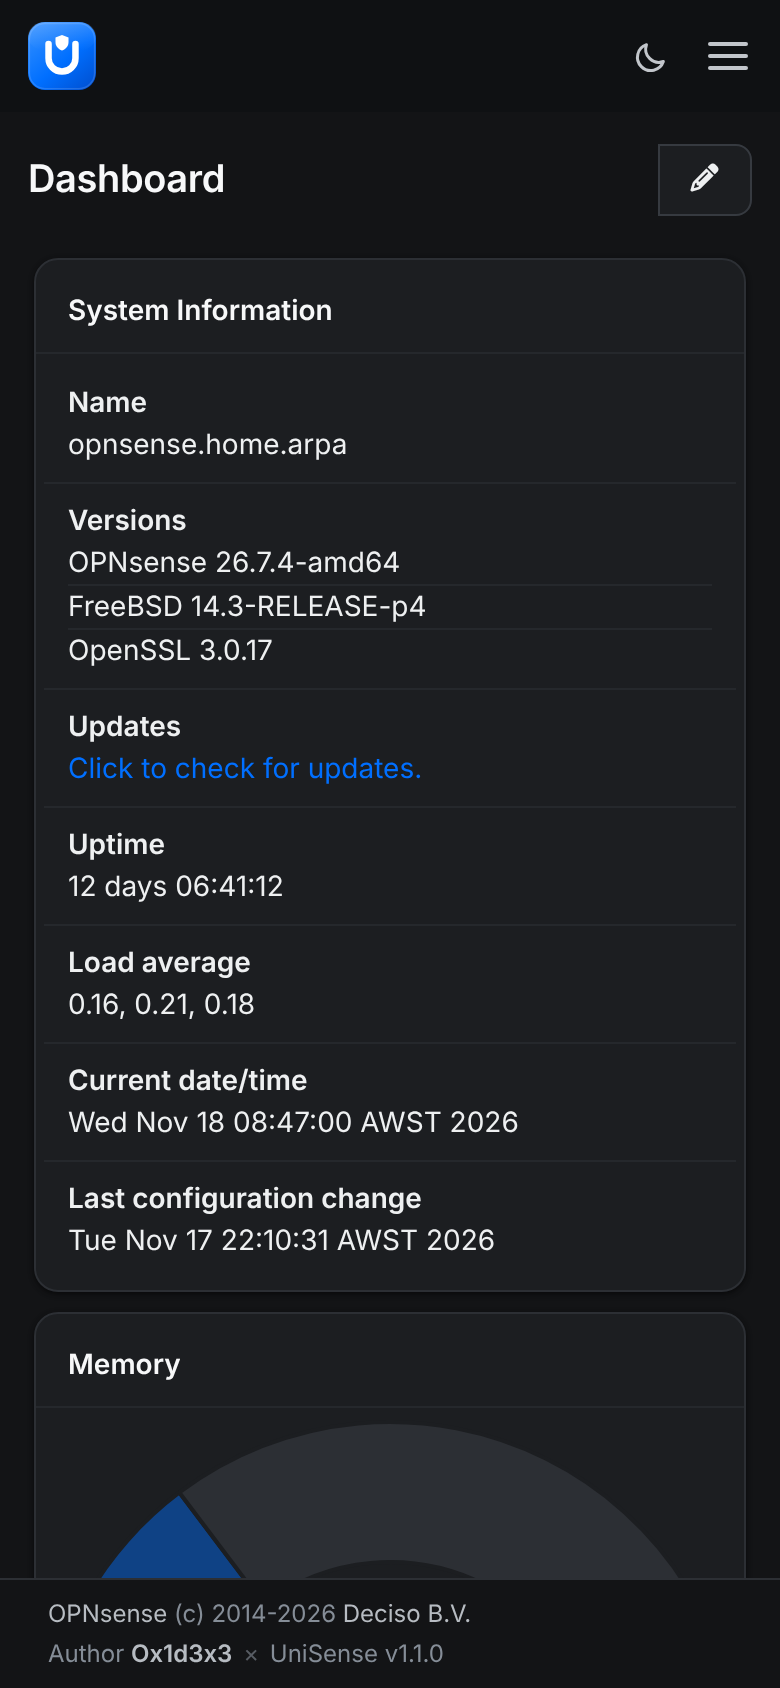 Dashboard
System Information
Name
opnsense.home.arpa
Versions
OPNsense 26.7.4-amd64
FreeBSD 14.3-RELEASE-p4
OpenSSL 3.0.17
Updates
Click to check for updates.
Uptime
12 days 06:41:12
Load average
0.16, 0.21, 0.18
Current date/time
Wed Nov 18 08:47:00 AWST 2026
Last configuration change
Tue Nov 17 22:10:31 AWST 2026
Memory
OPNsense (c) 2014-2026 Deciso B.V.
Author Ox1d3x3 × UniSense v1.1.0